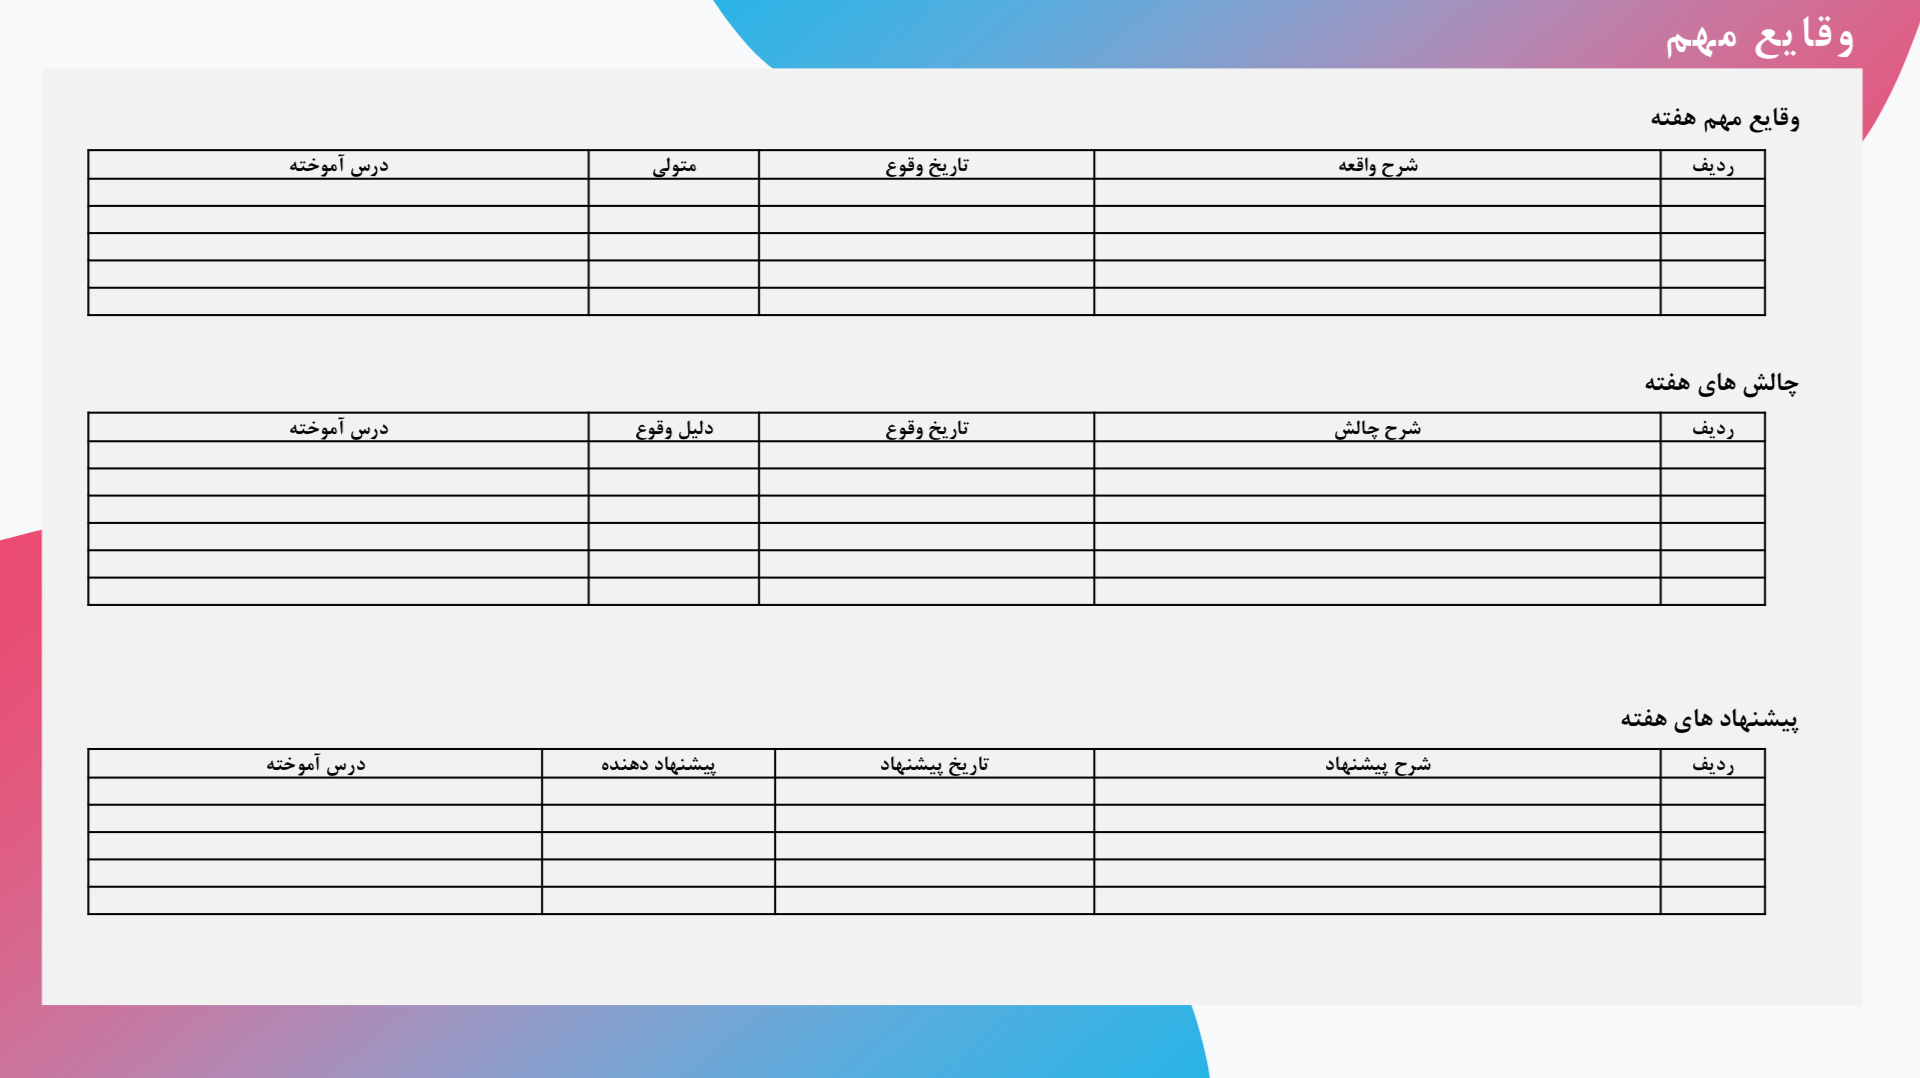 وقایع مهم
وقایع مهم هفته
ردیف شرح واقعه تاریخ وقوع متولی درس آموخته
چالش های هفته
ردیف شرح چالش تاریخ وقوع دلیل وقوع درس آموخته
پیشنهاد های هفته
ردیف شرح پیشنهاد تاریخ پیشنهاد پیشنهاد دهنده درس آموخته